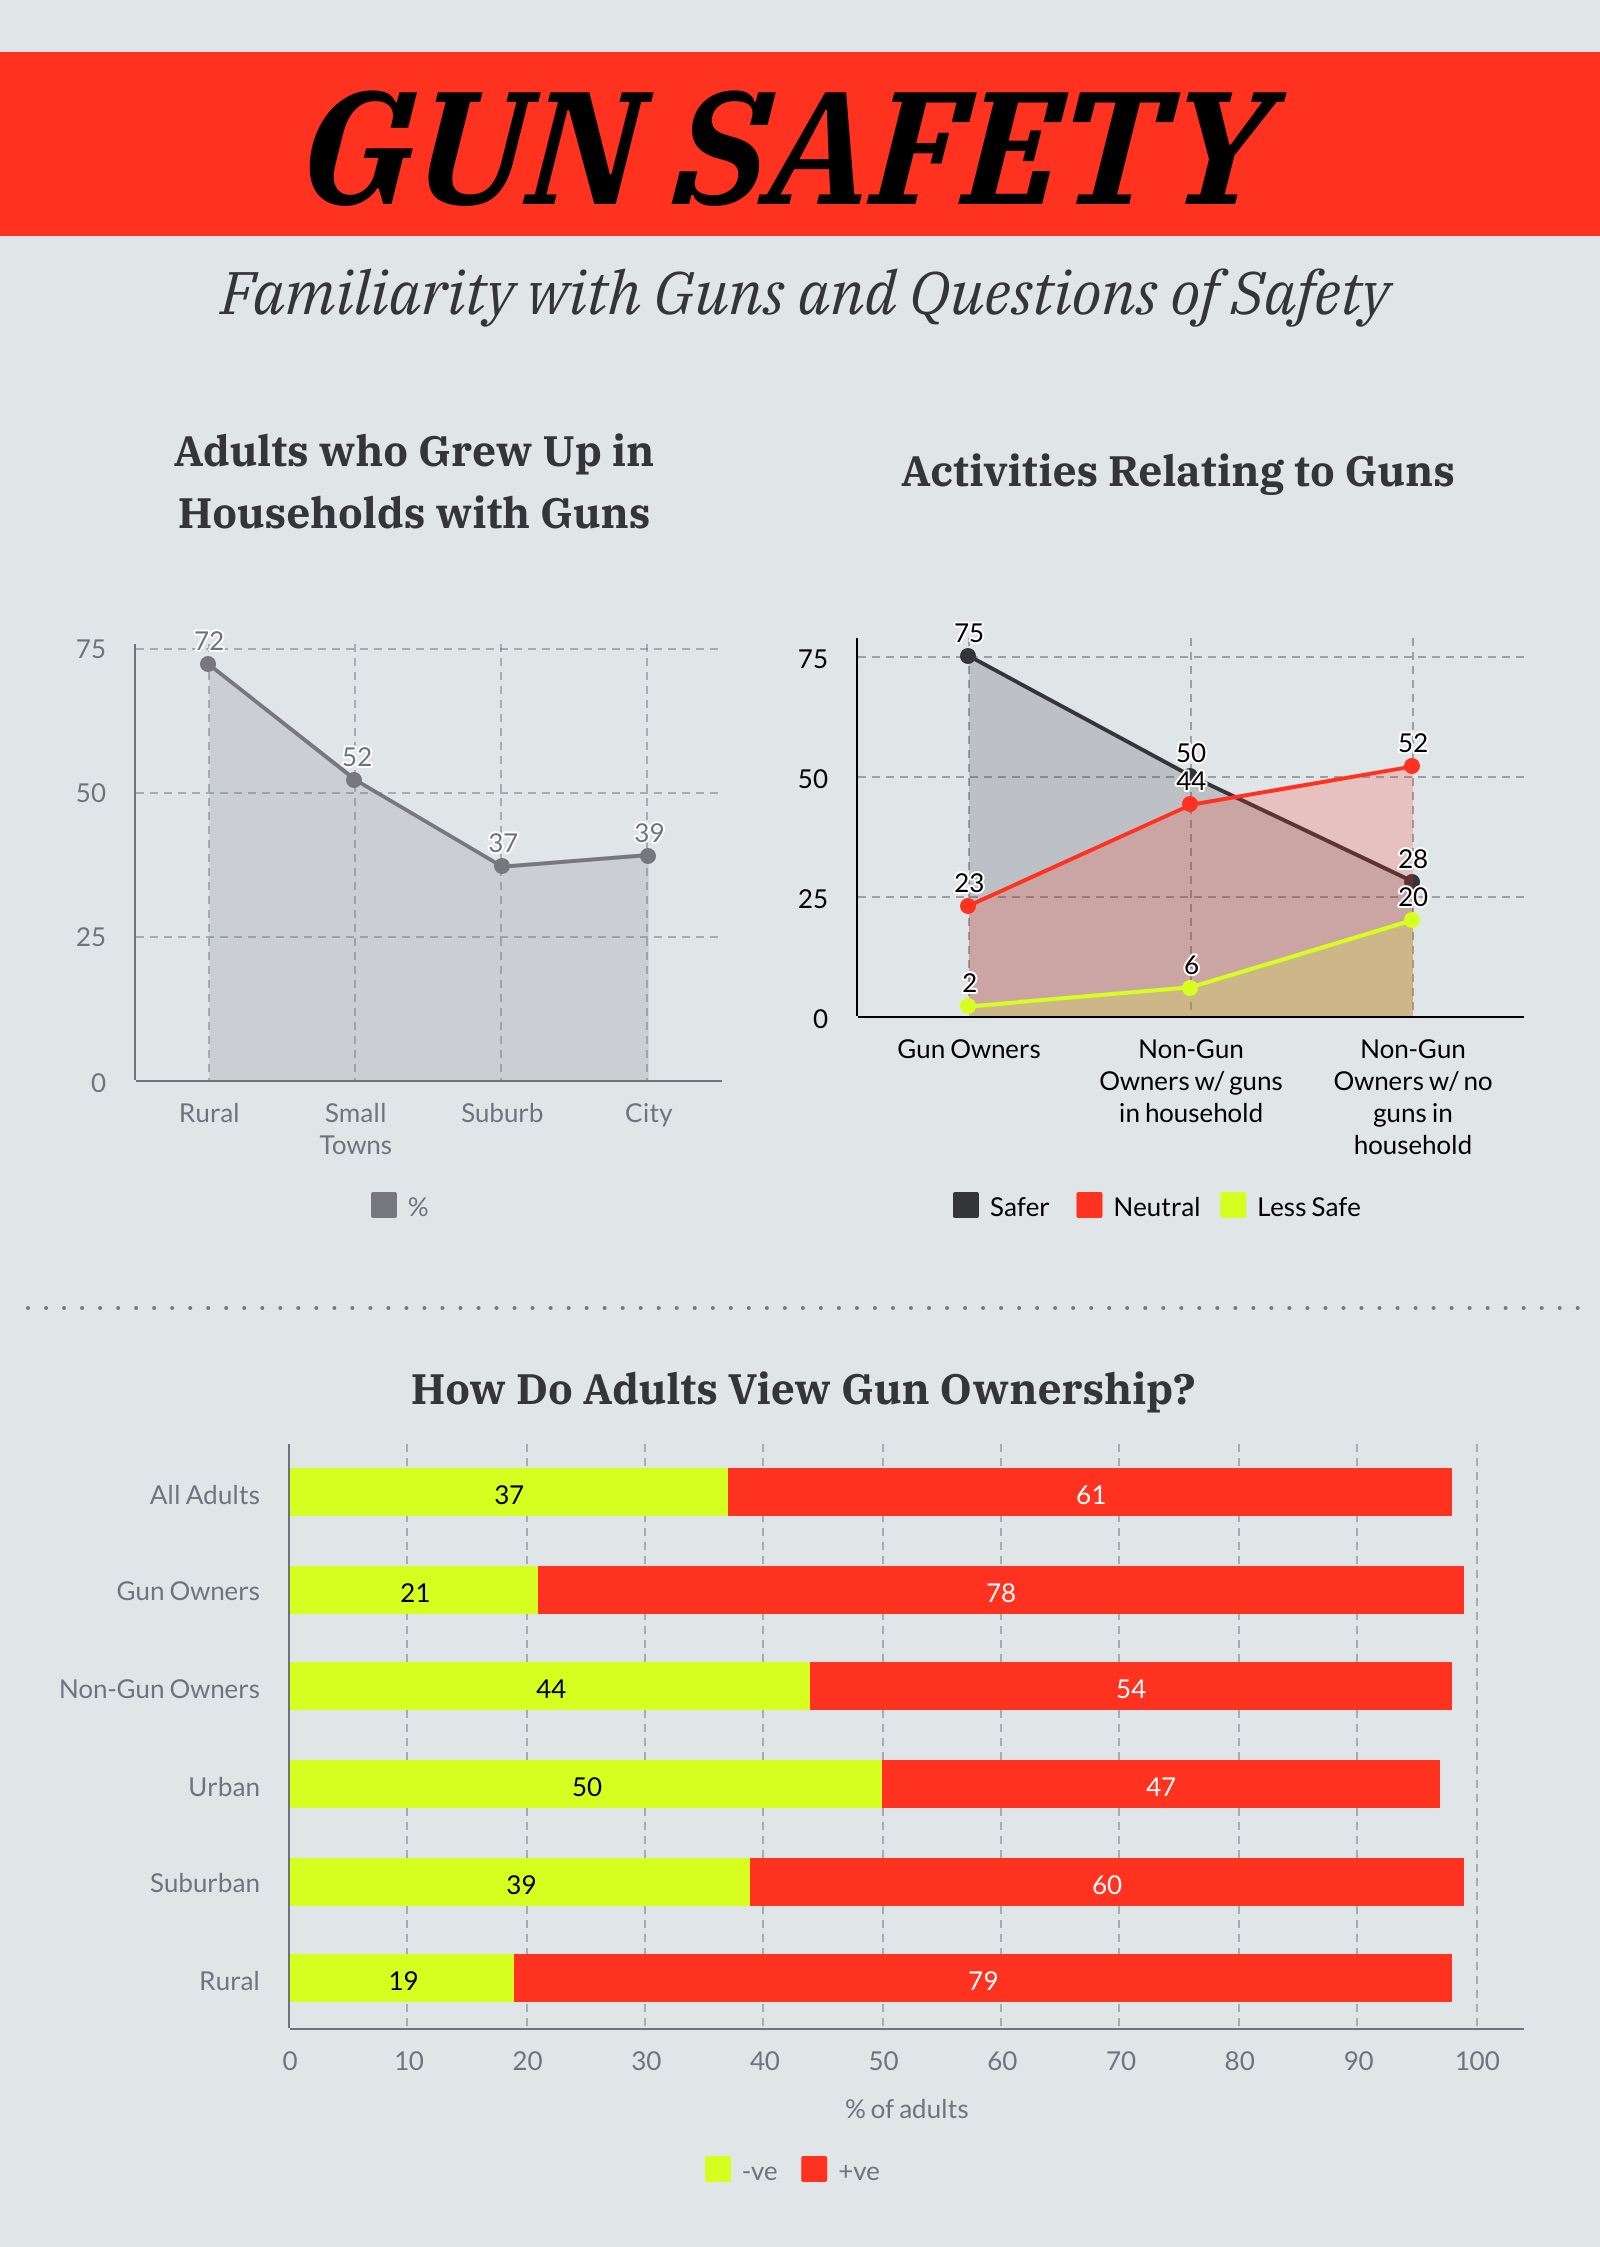 GUN SAFETY
Familiarity with Guns and Questions of Safety
Adults who Grew Up in
Households with Guns
75
50
25
0
72
52
37
39
Rural
Small
Towns
Suburb
City
%
Activities Relating to Guns
75
50
25
0
75
50
44
52
28
20
23
2
6
Gun Owners
Non-Gun
Owners w/ guns
in household
Non-Gun
Owners w/ no
guns in
household
Safer
Neutral
Less Safe
How Do Adults View Gun Ownership?
All Adults
37
61
Gun Owners
21
78
Non-Gun Owners
44
54
Urban
50
47
Suburban
39
60
Rural
19
79
0 10 20 30 40 50 60 70 80 90 100
% of adults
-ve
+ve